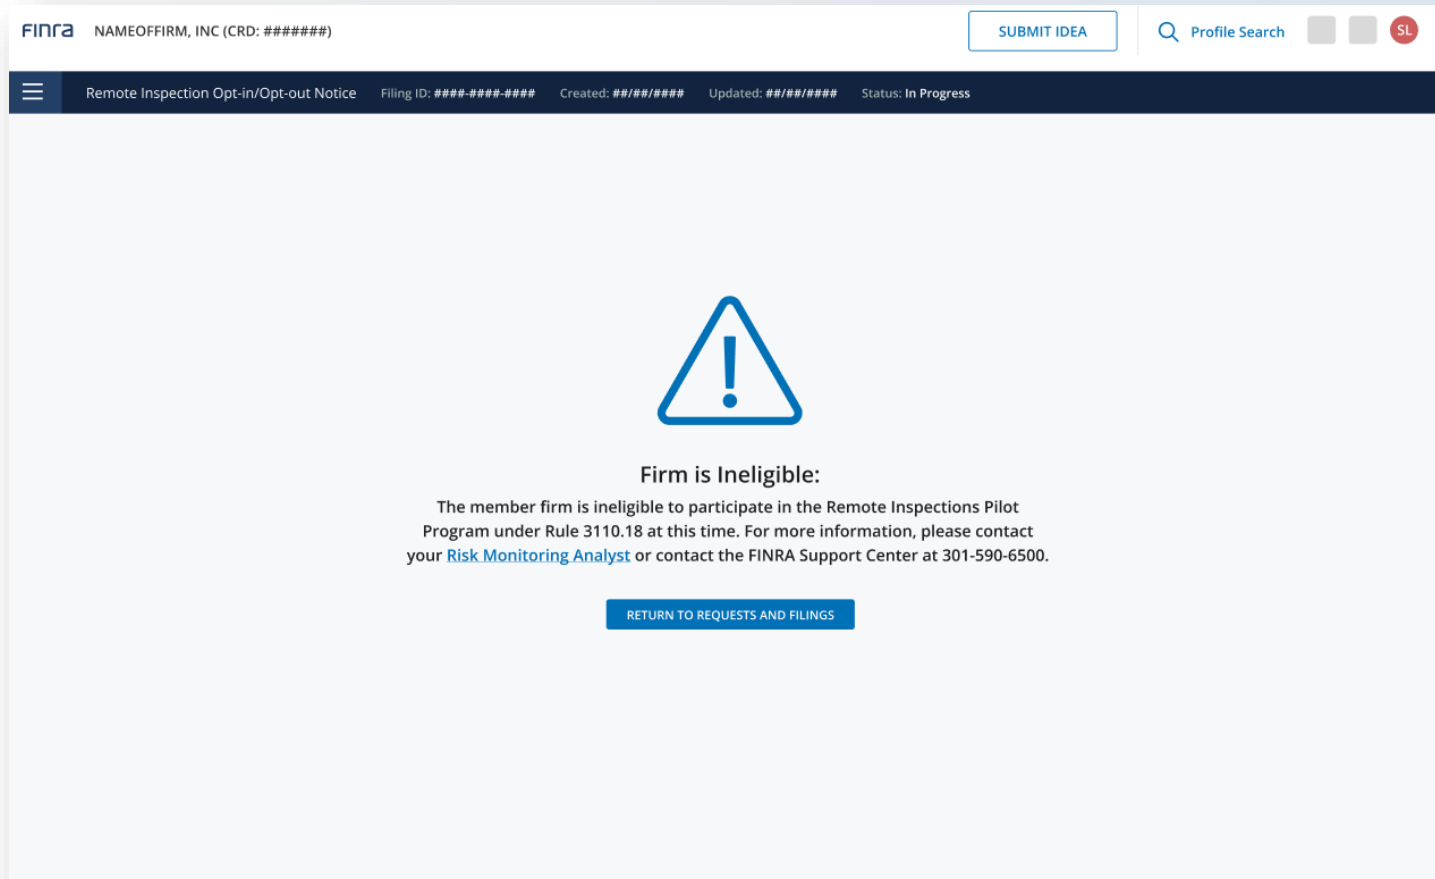 FINRA NAMEOFFIRM, INC (CRD: #######) SUBMIT IDEA Profile Search SL
Remote Inspection Opt-in/Opt-out Notice Filing ID: ####-####-#### Created: ##/##/#### Updated: ##/##/#### Status: In Progress
!
Firm is Ineligible:
The member firm is ineligible to participate in the Remote Inspections Pilot
Program under Rule 3110.18 at this time. For more information, please contact
your Risk Monitoring Analyst or contact the FINRA Support Center at 301-590-6500.
RETURN TO REQUESTS AND FILINGS